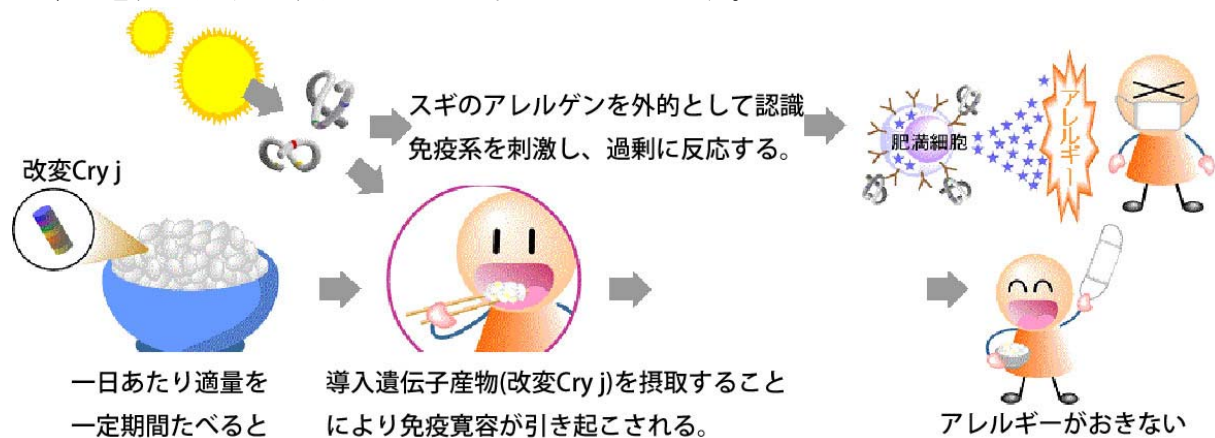 スギのアレルゲンを外的として認識
免疫系を刺激し、過剰に反応する。
肥満細胞
アレルギー
改変Cry j
一日あたり適量を
一定期間たべると
導入遺伝子産物(改変Cry j)を摂取すること
により免疫寛容が引き起こされる。
アレルギーがおきない